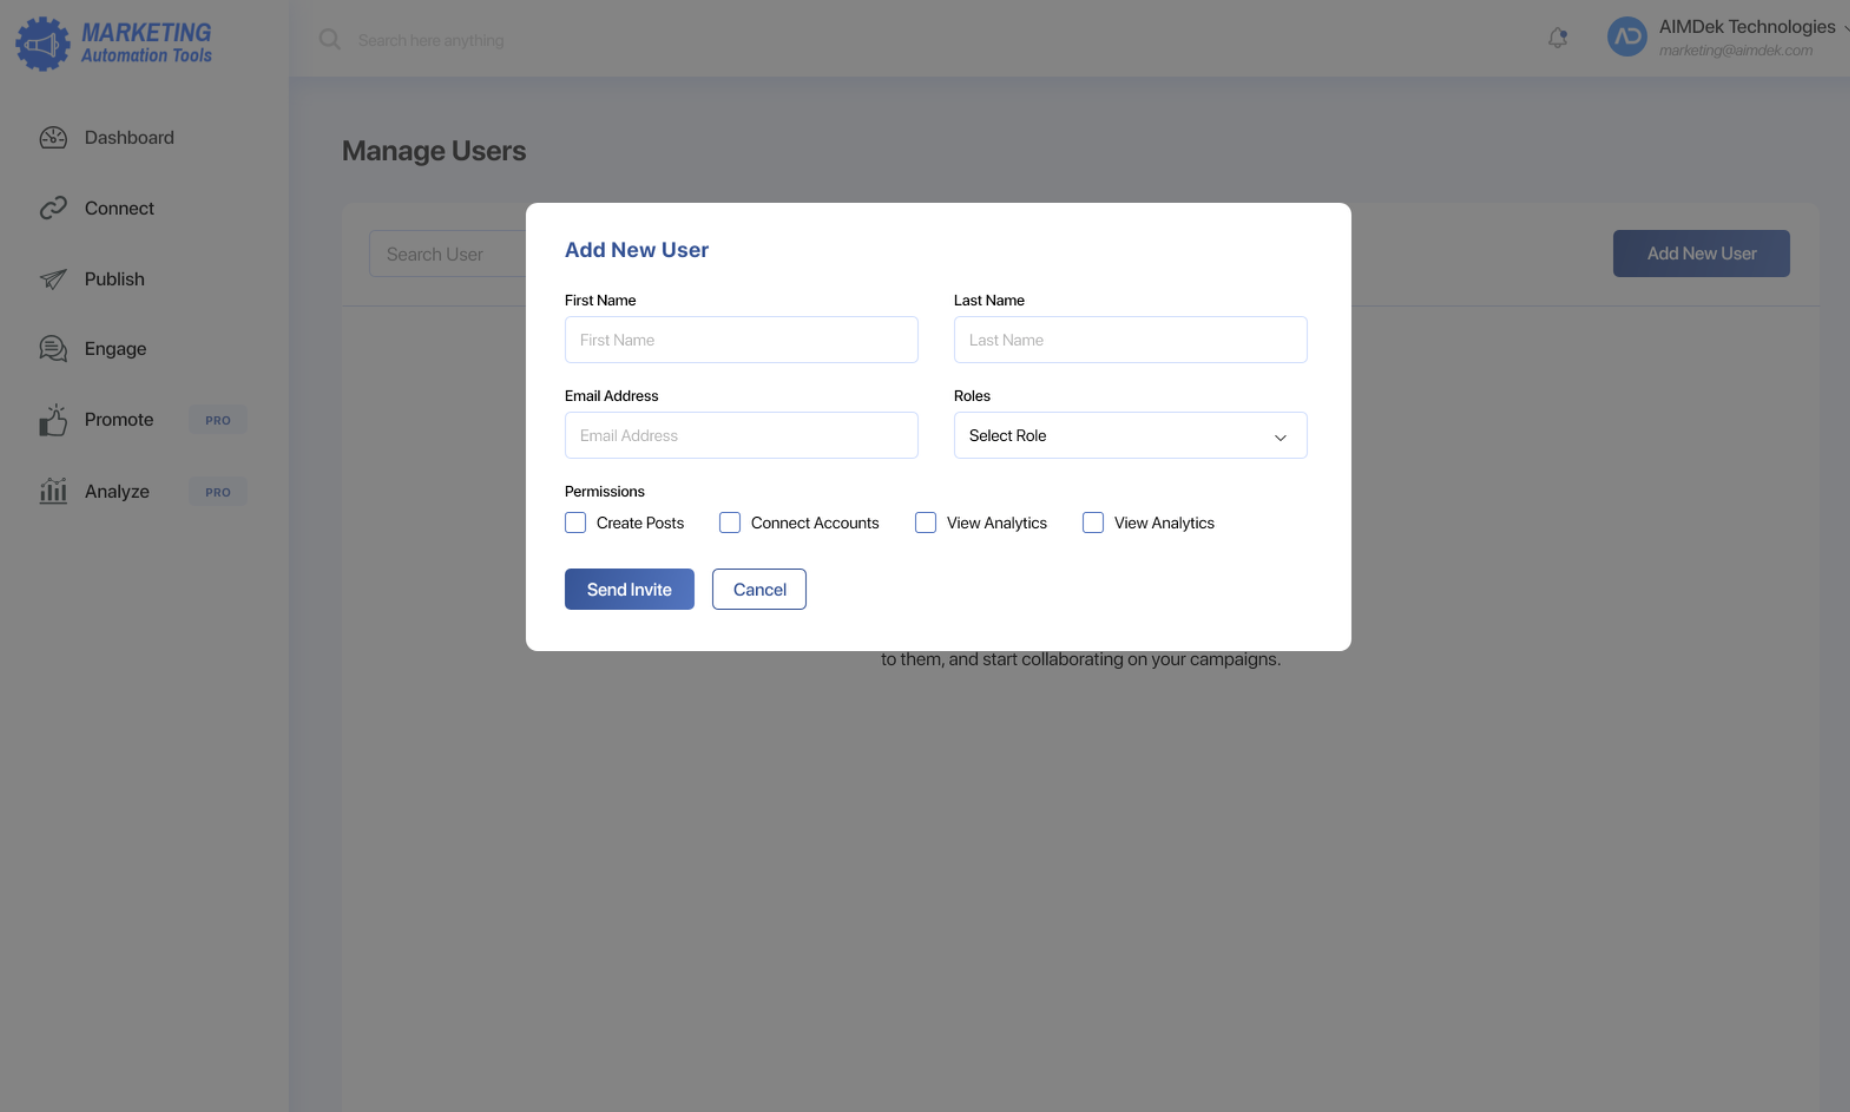 MARKETING
Automation Tools
Search here anything
AIMDek Technologies
marketing@aimdek.com
Dashboard
Connect
Publish
Engage
Promote PRO
Analyze PRO
Manage Users
Search User
Add New User
Add New User
First Name
First Name
Last Name
Last Name
Email Address
Email Address
Roles
Select Role
Permissions
Create Posts
Connect Accounts
View Analytics
View Analytics
Send Invite
Cancel
to them, and start collaborating on your campaigns.